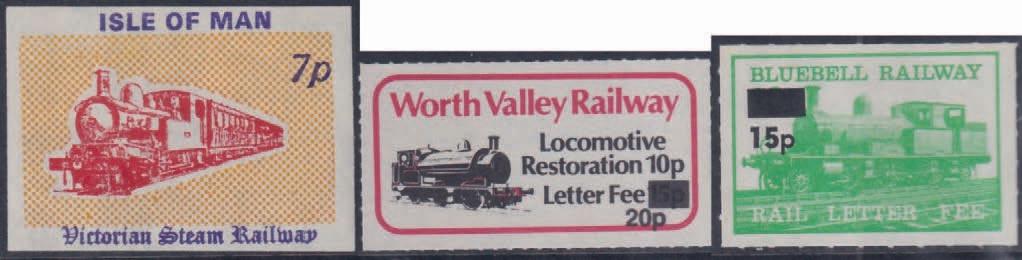 ISLE OF MAN
7p
Victorian Steam Railway
Worth Valley Railway
Locomotive
Restoration 10p
Letter Fee 15p
20p
BLUEBELL RAILWAY
15p
RAIL LETTER FEE